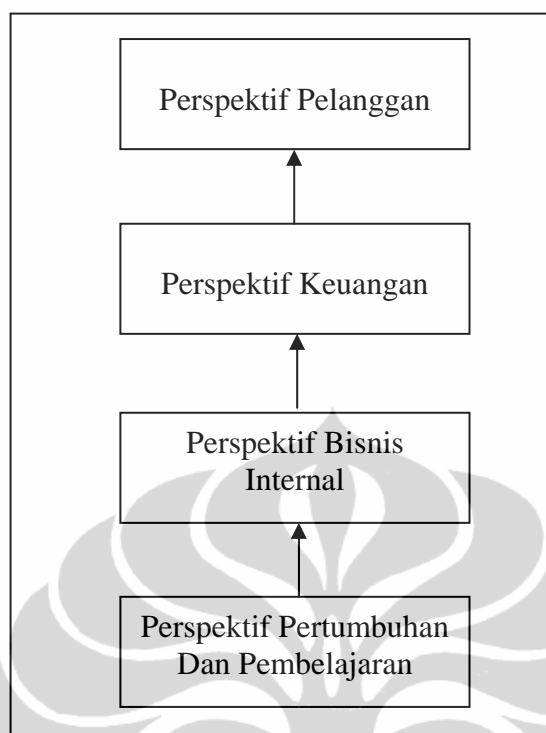 Perspektif Pelanggan
Perspektif Keuangan
Perspektif Bisnis
Internal
Perspektif Pertumbuhan
Dan Pembelajaran